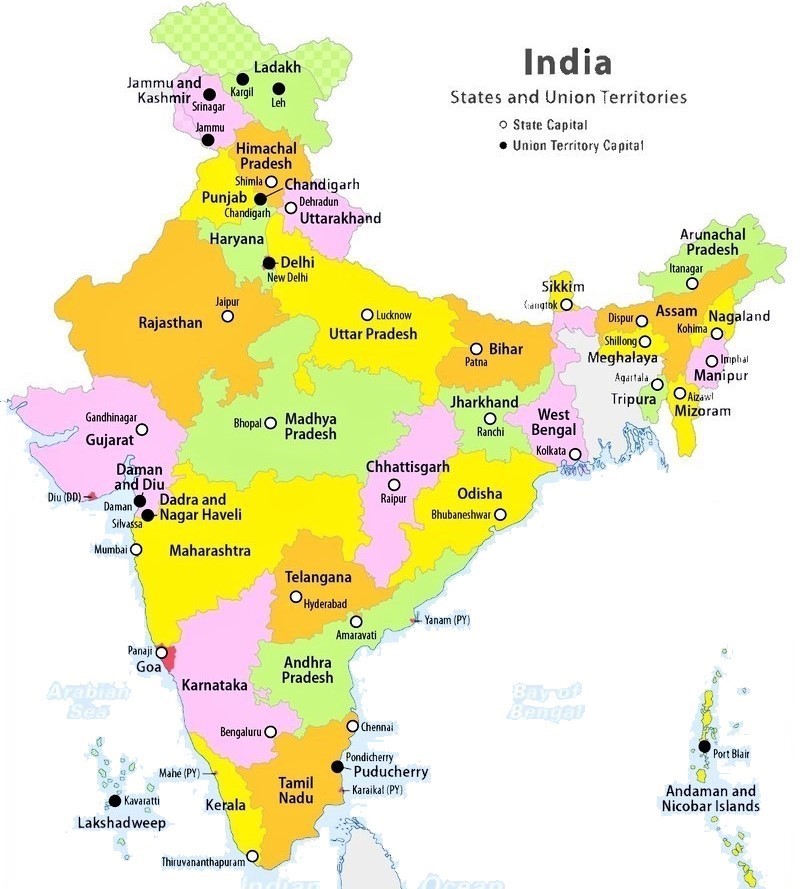 India
States and Union Territories
State Capital
Union Territory Capital
Ladakh
Kargil
Leh
Jammu and
Kashmir
Srinagar
Jammu
Himachal
Pradesh
Shimla
Chandigarh
Punjab
Chandigarh
Dehradun
Uttarakhand
Haryana
Delhi
New Delhi
Arunachal
Pradesh
Itanagar
Sikkim
Gangtok
Jaipur
Rajasthan
Lucknow
Uttar Pradesh
Bihar
Patna
Dispur
Assam
Nagaland
Kohima
Shillong
Meghalaya
Imphal
Manipur
Agartala
Tripura
Aizawl
Mizoram
Gandhinagar
Gujarat
Bhopal
Madhya
Pradesh
Jharkhand
Ranchi
West
Bengal
Kolkata
Chhattisgarh
Raipur
Odisha
Bhubaneshwar
Daman
and Diu
Diu (DD)
Daman
Dadra and
Nagar Haveli
Silvassa
Mumbai
Maharashtra
Telangana
Hyderabad
Amaravati
Yanam (PY)
Panaji
Goa
Karnataka
Andhra
Pradesh
Arabian
Sea
Bay of
Bengal
Bengaluru
Chennai
Pondicherry
Puducherry
Mahé (PY)
Karaikal (PY)
Tamil
Nadu
Kerala
Kavaratti
Lakshadweep
Port Blair
Andaman and
Nicobar Islands
Thiruvananthapuram
Indian Ocean